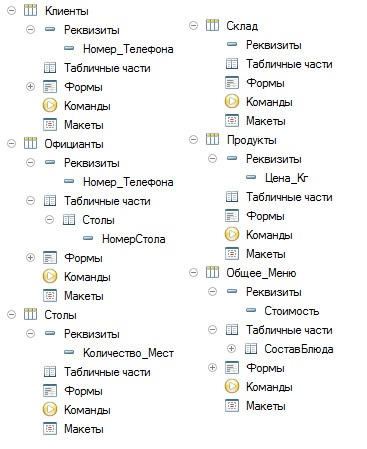 Клиенты
Реквизиты
Номер_Телефона
Табличные части
Формы
Команды
Макеты
Официанты
Реквизиты
Номер_Телефона
Табличные части
Столы
НомерСтола
Формы
Команды
Макеты
Столы
Реквизиты
Количество_Мест
Табличные части
Формы
Команды
Макеты
Склад
Реквизиты
Табличные части
Формы
Команды
Макеты
Продукты
Реквизиты
Цена_Кг
Табличные части
Формы
Команды
Макеты
Общее_Меню
Реквизиты
Стоимость
Табличные части
СоставБлюда
Формы
Команды
Макеты